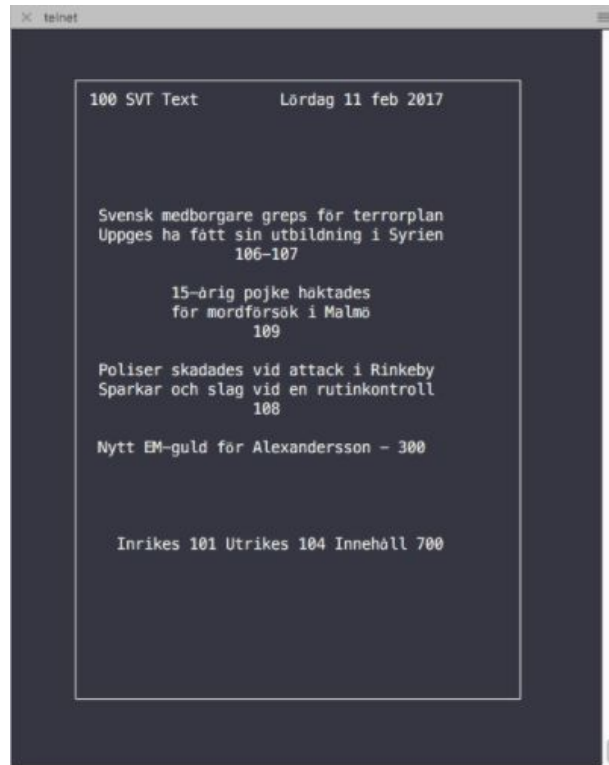 telnet
100 SVT Text Lördag 11 feb 2017
Svensk medborgare greps för terrorplan
Uppges ha fått sin utbildning i Syrien
106-107
15-årig pojke häktades
för mordförsök i Malmö
109
Poliser skadades vid attack i Rinkeby
Sparkar och slag vid en rutinkontroll
108
Nytt EM-guld för Alexandersson - 300
Inrikes 101 Utrikes 104 Innehåll 700